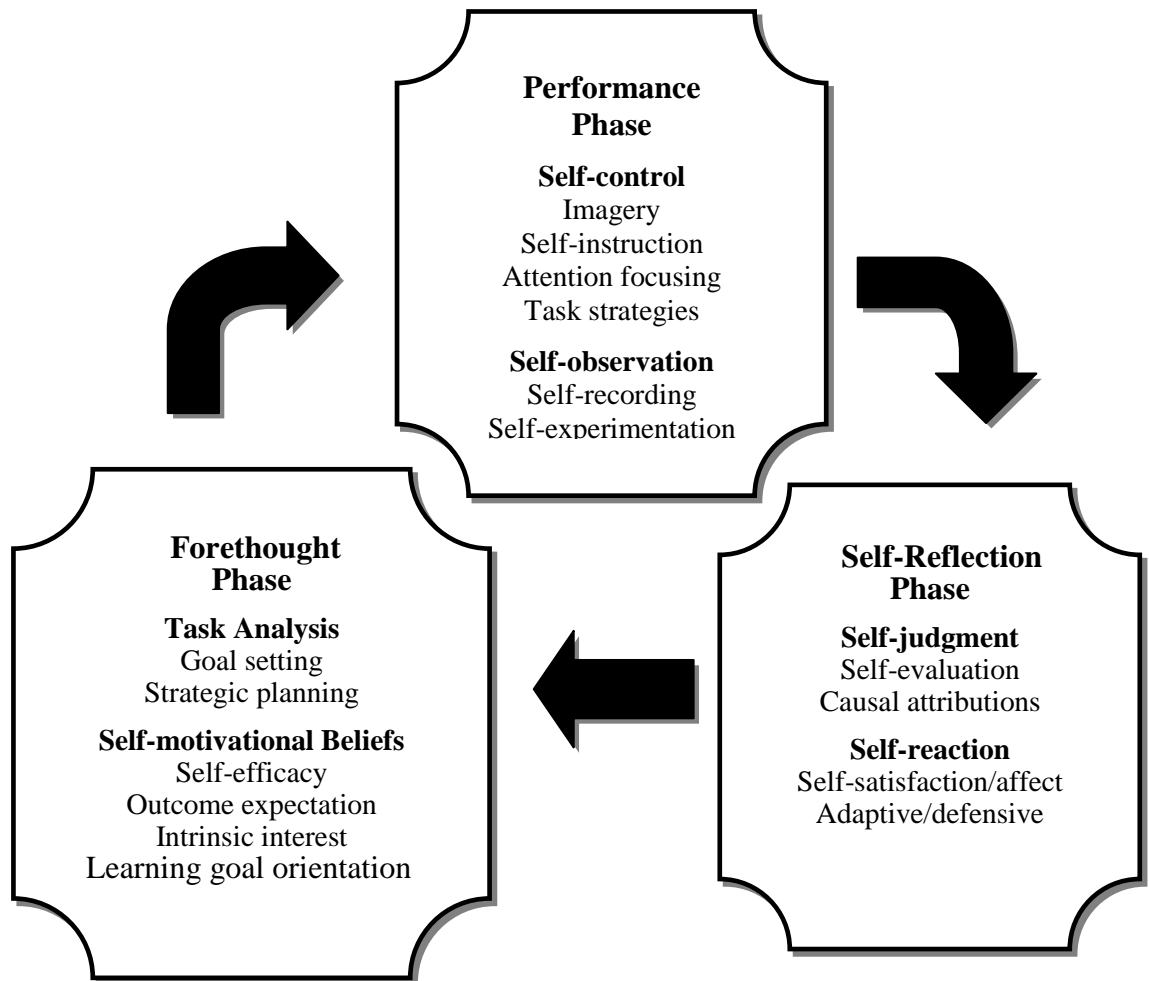 Performance
Phase
Self-control
Imagery
Self-instruction
Attention focusing
Task strategies
Self-observation
Self-recording
Self-experimentation
Forethought
Phase
Task Analysis
Goal setting
Strategic planning
Self-motivational Beliefs
Self-efficacy
Outcome expectation
Intrinsic interest
Learning goal orientation
Self-Reflection
Phase
Self-judgment
Self-evaluation
Causal attributions
Self-reaction
Self-satisfaction/affect
Adaptive/defensive